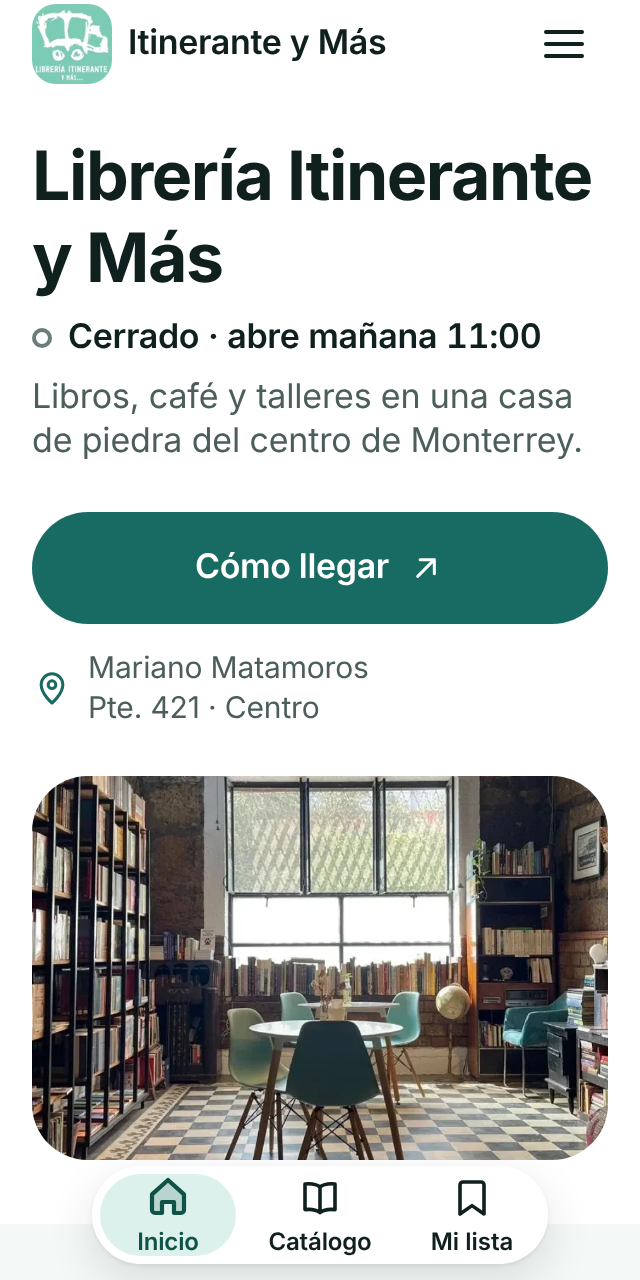 LIBRERÍA ITINERANTE
Y MÁS...
Itinerante y Más
Librería Itinerante
y Más
Cerrado · abre mañana 11:00
Libros, café y talleres en una casa
de piedra del centro de Monterrey.
Cómo llegar
Mariano Matamoros
Pte. 421 · Centro
Inicio
Catálogo
Mi lista